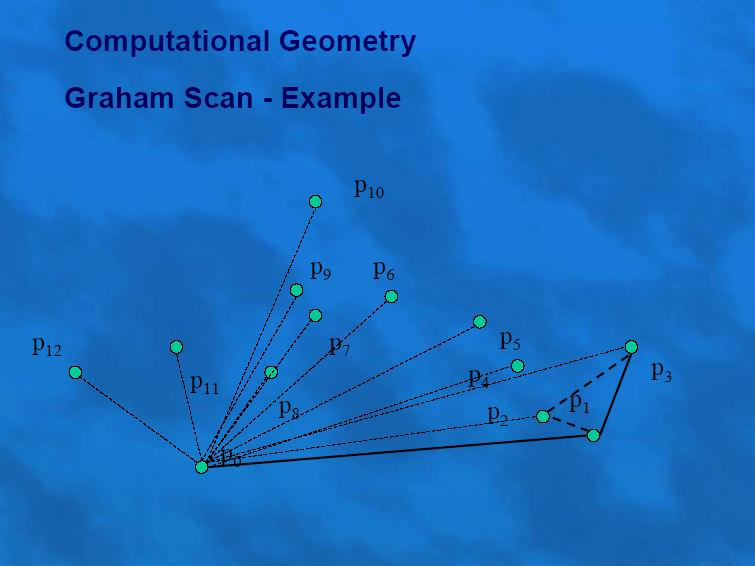 Computational Geometry
Graham Scan - Example
p10
p9
p6
p12
p7
p5
p3
p11
p4
p1
p8
p2
p0